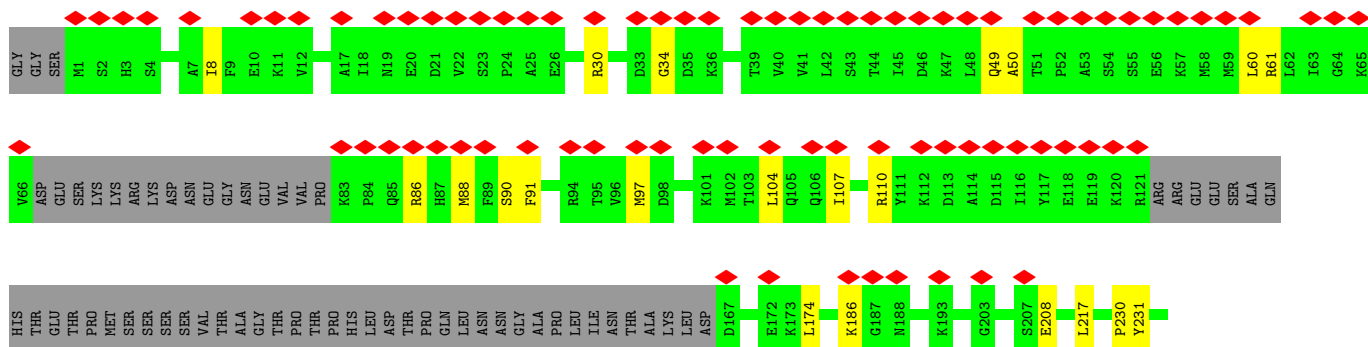 GLY GLY SER M1 S2 H3 S4 A7 I8 F9 E10 K11 V12 A17 I18 N19 E20 D21 V22 S23 P24 A25 E26 R30 D33 G34 D35 K36 T39 V40 V41 L42 S43 T44 I45 D46 K47 L48 Q49 A50 T51 P52 A53 S54 S55 E56 K57 M58 M59 L60 R61 L62 I63 G64 K65
V66 ASP GLU SER LYS LYS ARG LYS ASP ASN GLU GLY ASN GLU VAL VAL PRO K83 P84 Q85 R86 H87 M88 F89 S90 F91 R94 T95 V96 M97 D98 K101 M102 T103 L104 Q105 Q106 I107 R110 Y111 K112 D113 A114 D115 I116 Y117 E118 E119 K120 R121 ARG ARG GLU GLU SER ALA GLN
HIS THR GLU THR PRO MET SER SER SER SER VAL THR ALA GLY THR PRO THR PRO HIS LEU ASP THR PRO GLN LEU ASN ASN GLY ALA PRO LEU ILE ASN THR ALA LYS LEU ASP D167 E172 K173 L174 K186 G187 N188 K193 G203 S207 E208 L217 P230 Y231